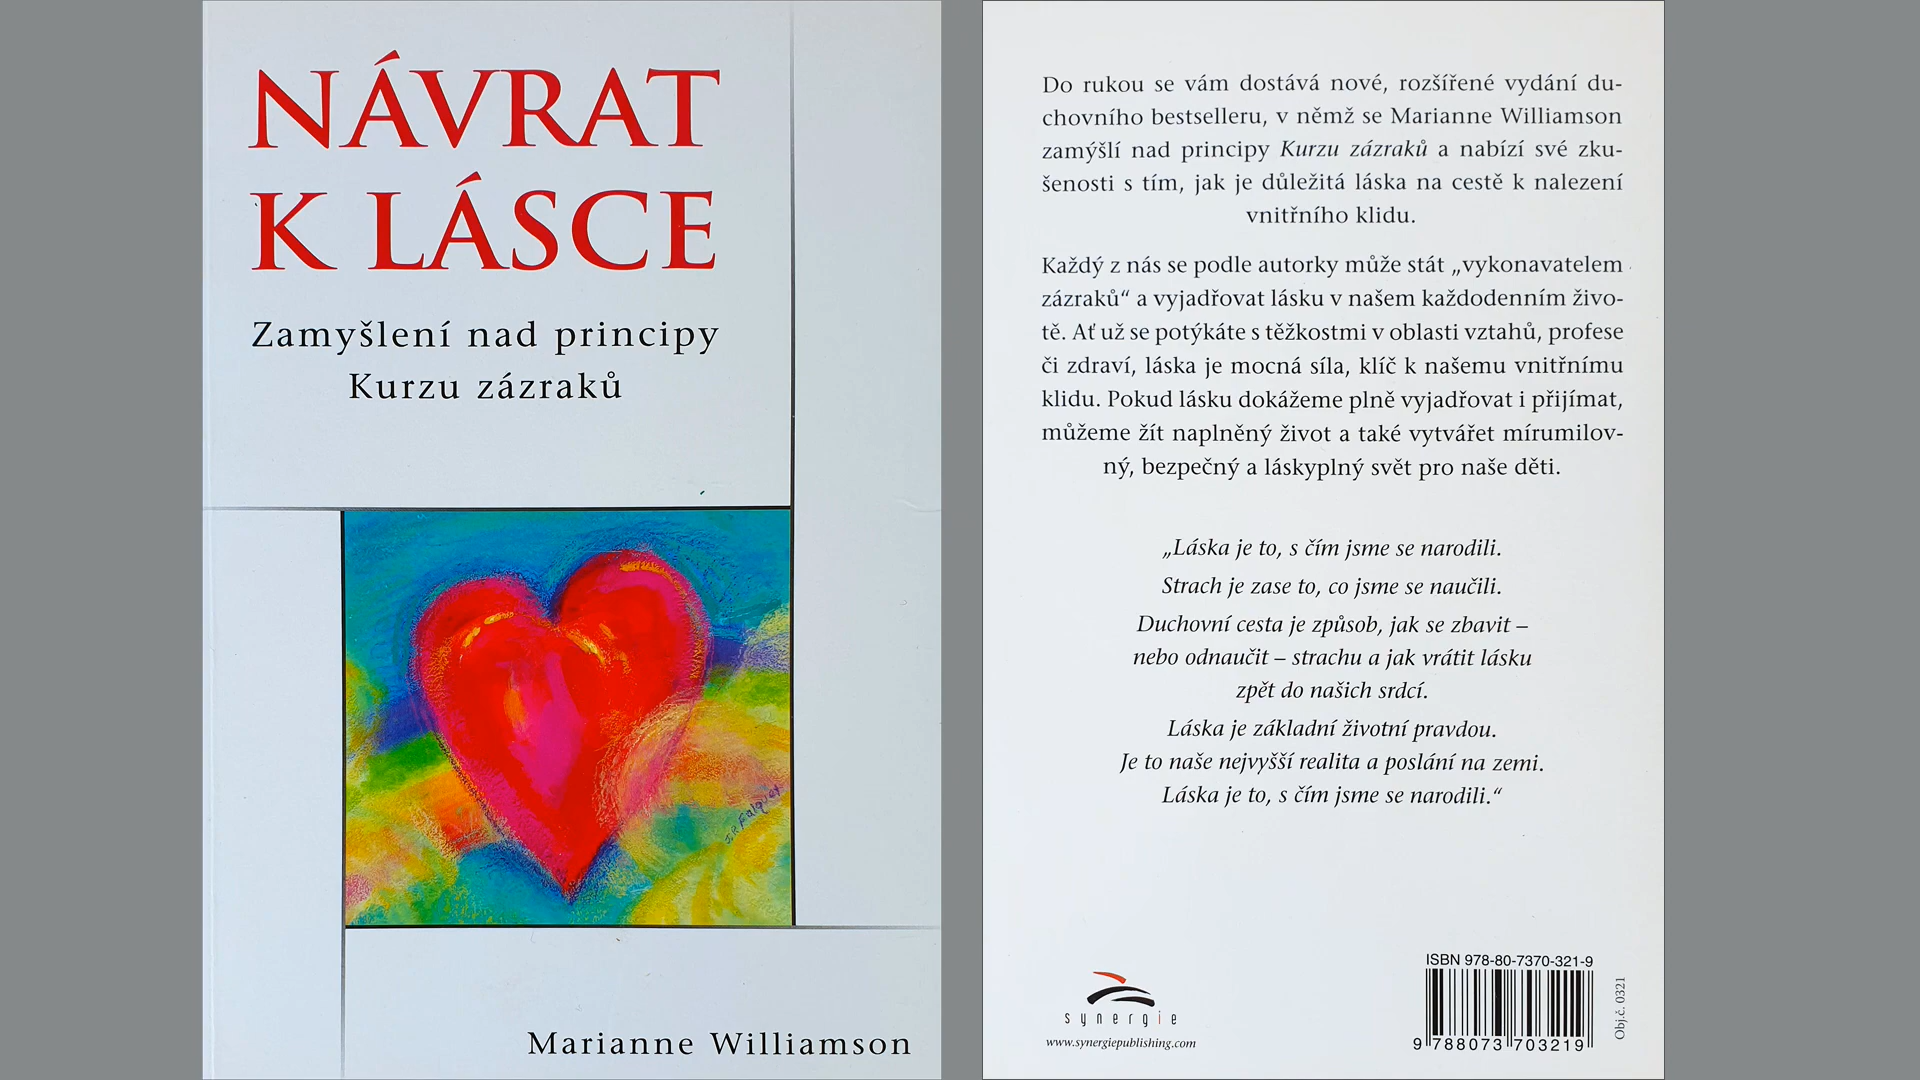 NÁVRAT
K LÁSCE
Zamyšlení nad principy
Kurzu zázraků
J.R. Falquet
Marianne Williamson
Do rukou se vám dostává nové, rozšířené vydání du-
chovního bestselleru, v němž se Marianne Williamson
zamýšlí nad principy Kurzu zázraků a nabízí své zku-
šenosti s tím, jak je důležitá láska na cestě k nalezení
vnitřního klidu.
Každý z nás se podle autorky může stát „vykonavatelem
zázraků“ a vyjadřovat lásku v našem každodenním živo-
tě. Ať už se potýkáte s těžkostmi v oblasti vztahů, profese
či zdraví, láska je mocná síla, klíč k našemu vnitřnímu
klidu. Pokud lásku dokážeme plně vyjadřovat i přijímat,
můžeme žít naplněný život a také vytvářet mírumilov-
ný, bezpečný a láskyplný svět pro naše děti.
„Láska je to, s čím jsme se narodili.
Strach je zase to, co jsme se naučili.
Duchovní cesta je způsob, jak se zbavit –
nebo odnaučit – strachu a jak vrátit lásku
zpět do našich srdcí.
Láska je základní životní pravdou.
Je to naše nejvyšší realita a poslání na zemi.
Láska je to, s čím jsme se narodili.“
synergie
www.synergiepublishing.com
ISBN 978-80-7370-321-9
9 788073 703219
Obj.č. 0321